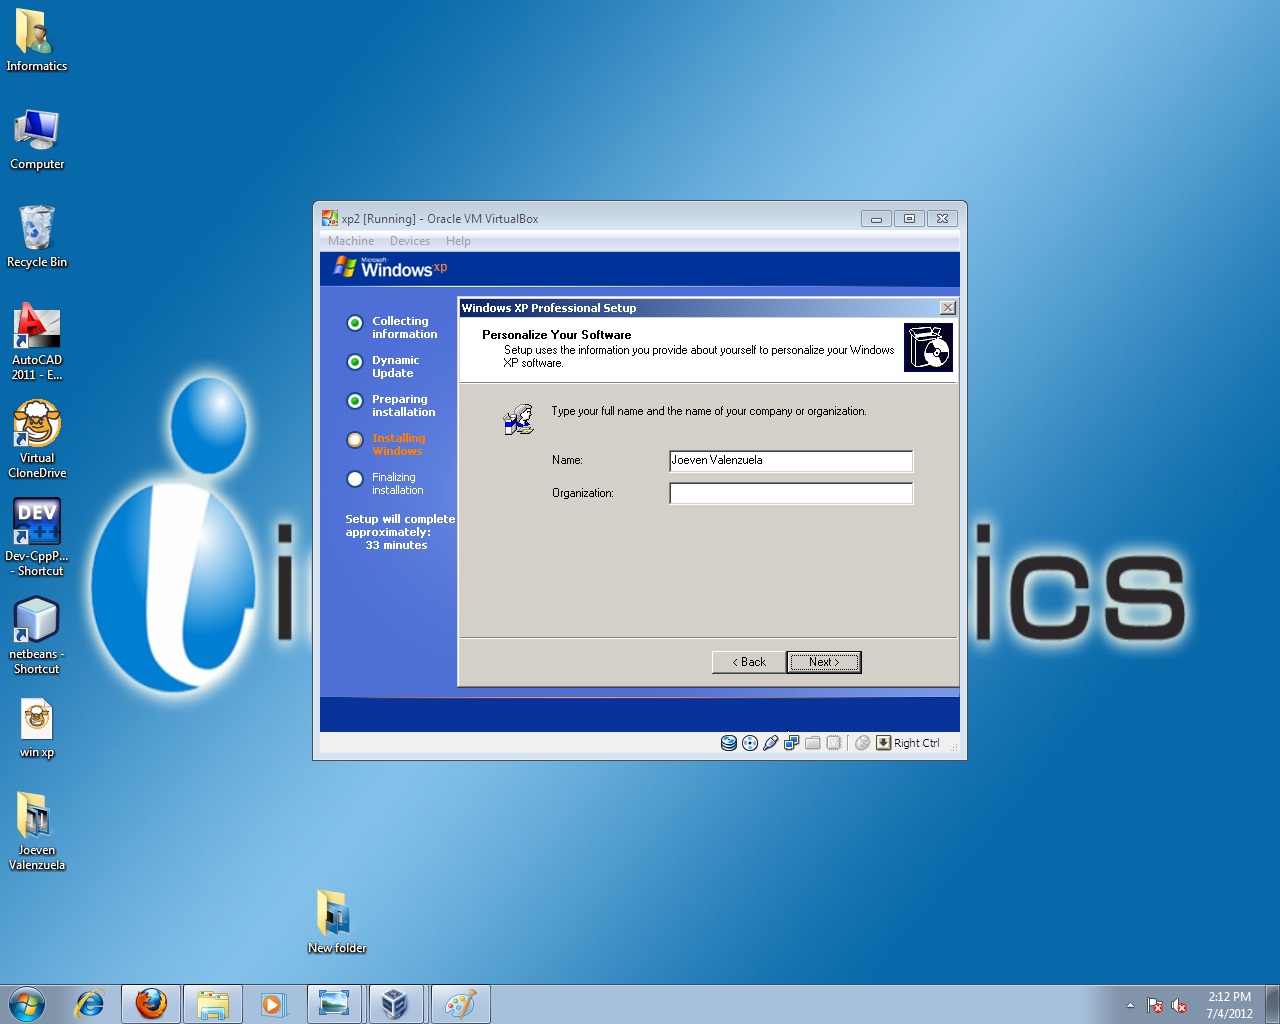 Informatics
Computer
Recycle Bin
AutoCAD
2011 - E...
Virtual
CloneDrive
DEV
C++
Dev-CppP...
- Shortcut
netbeans -
Shortcut
win xp
Joeven
Valenzuela
New folder
xp2 [Running] - Oracle VM VirtualBox
Machine Devices Help
Microsoft
Windows xp
Collecting
information
Dynamic
Update
Preparing
installation
Installing
Windows
Finalizing
installation
Setup will complete
approximately:
33 minutes
Windows XP Professional Setup
Personalize Your Software
Setup uses the information you provide about yourself to personalize your Windows
XP software.
Type your full name and the name of your company or organization.
Name: Joeven Valenzuela
Organization:
< Back Next >
Right Ctrl
ics
2:12 PM
7/4/2012